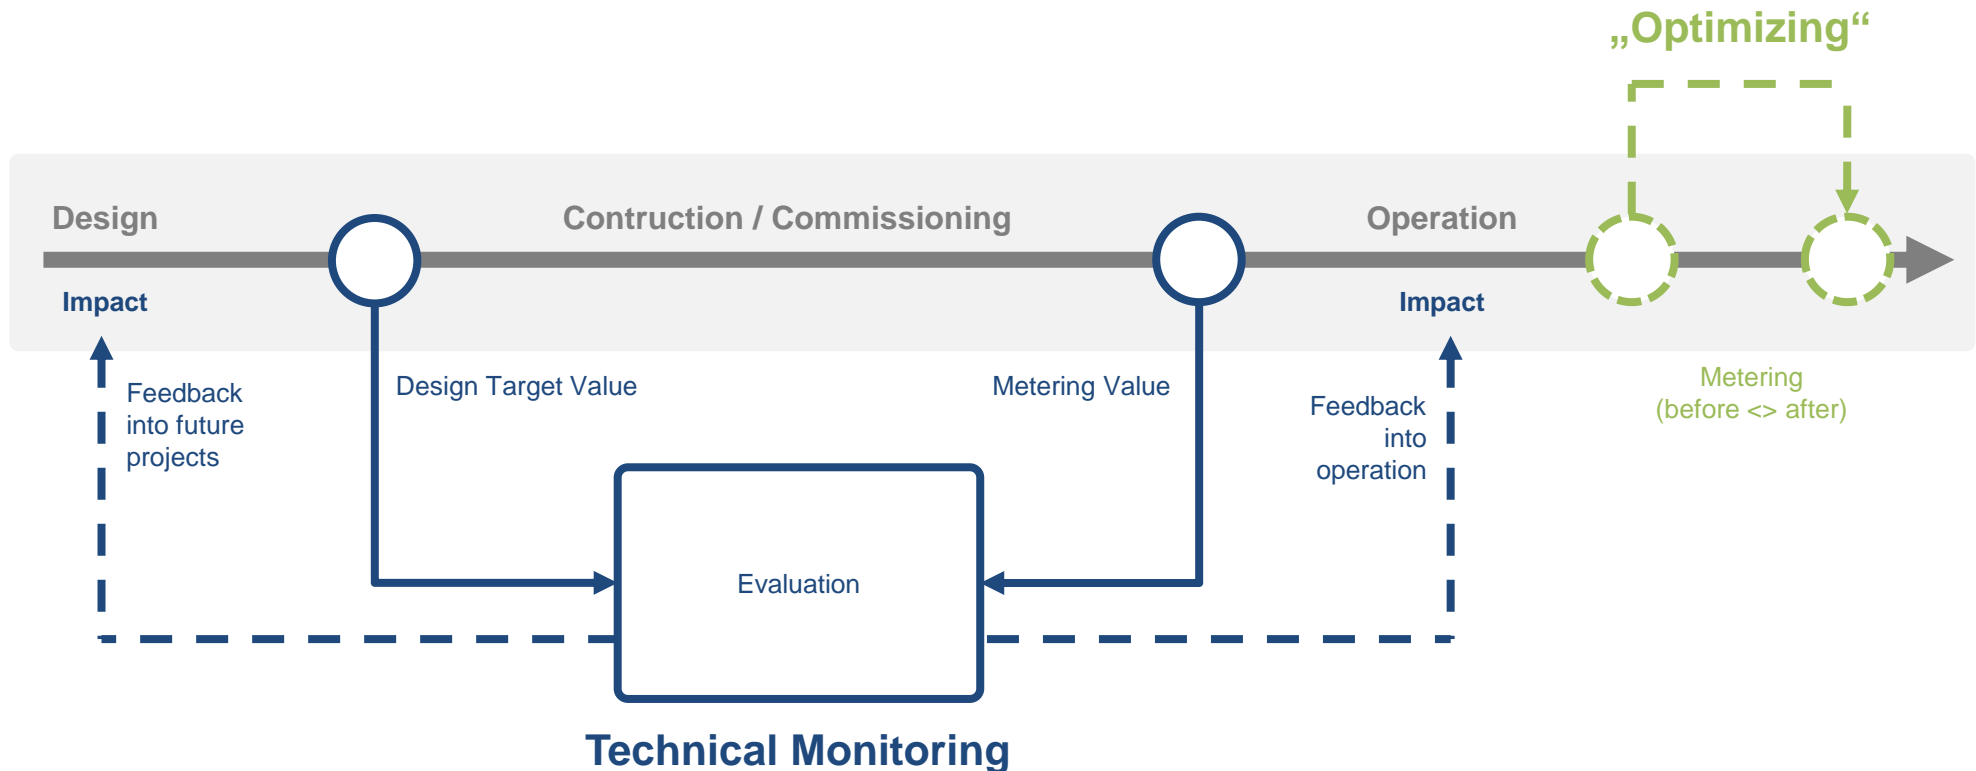 „Optimizing“
Design
Contruction / Commissioning
Operation
Impact
Impact
Feedback
into future
projects
Design Target Value
Metering Value
Feedback
into
operation
Metering
(before <> after)
Evaluation
Technical Monitoring